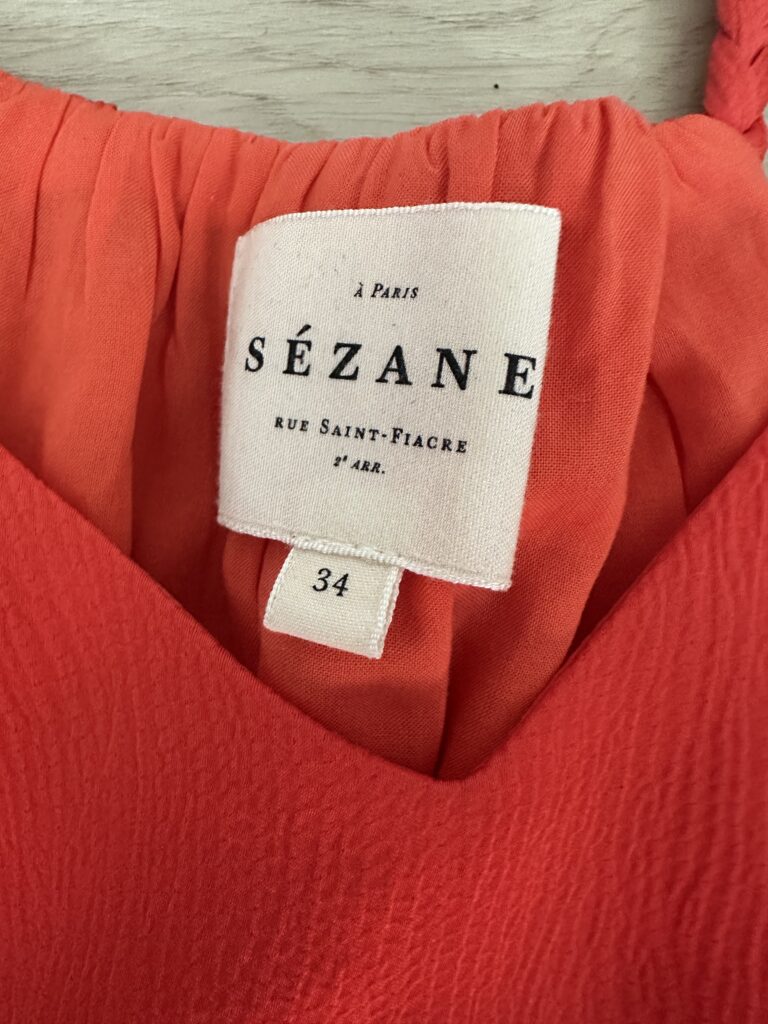 À PARIS
SÉZANE
RUE SAINT-FIACRE
2e ARR.
34